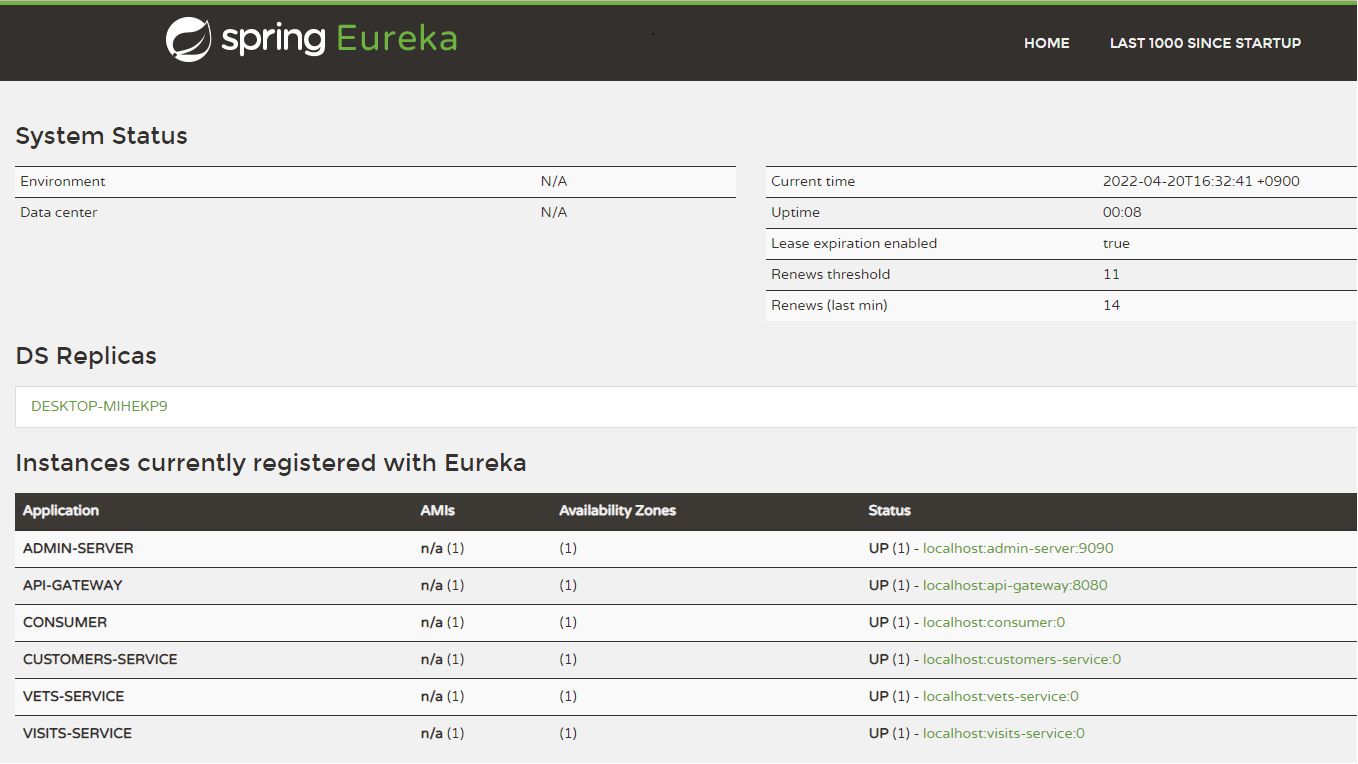 spring Eureka
HOME LAST 1000 SINCE STARTUP
System Status
Environment N/A
Data center N/A
Current time 2022-04-20T16:32:41 +0900
Uptime 00:08
Lease expiration enabled true
Renews threshold 11
Renews (last min) 14
DS Replicas
DESKTOP-MIHEKP9
Instances currently registered with Eureka
Application AMIs Availability Zones Status
ADMIN-SERVER n/a (1) (1) UP (1) - localhost:admin-server:9090
API-GATEWAY n/a (1) (1) UP (1) - localhost:api-gateway:8080
CONSUMER n/a (1) (1) UP (1) - localhost:consumer:0
CUSTOMERS-SERVICE n/a (1) (1) UP (1) - localhost:customers-service:0
VETS-SERVICE n/a (1) (1) UP (1) - localhost:vets-service:0
VISITS-SERVICE n/a (1) (1) UP (1) - localhost:visits-service:0